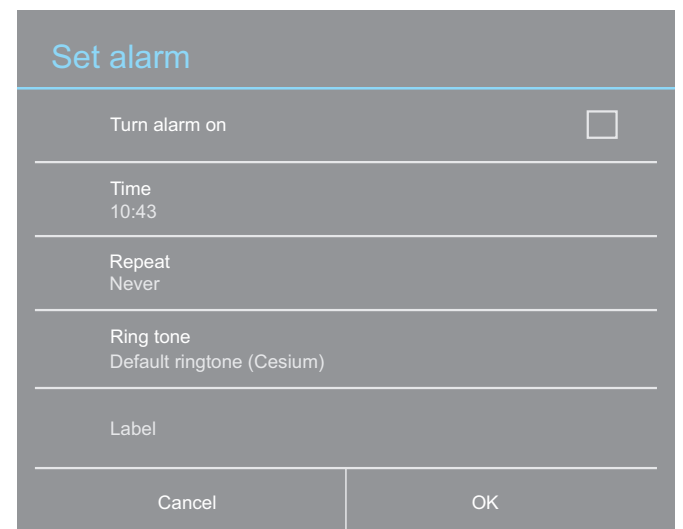 Set alarm
Turn alarm on
Time
10:43
Repeat
Never
Ring tone
Default ringtone (Cesium)
Label
Cancel OK